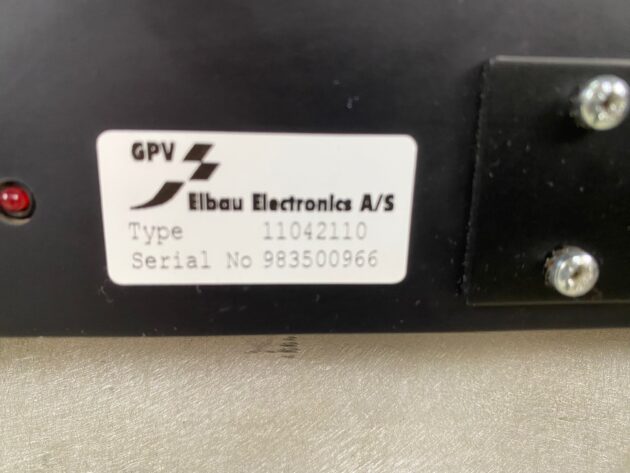 GPV
Elbau Electronics A/S
Type 11042110
Serial No 983500966